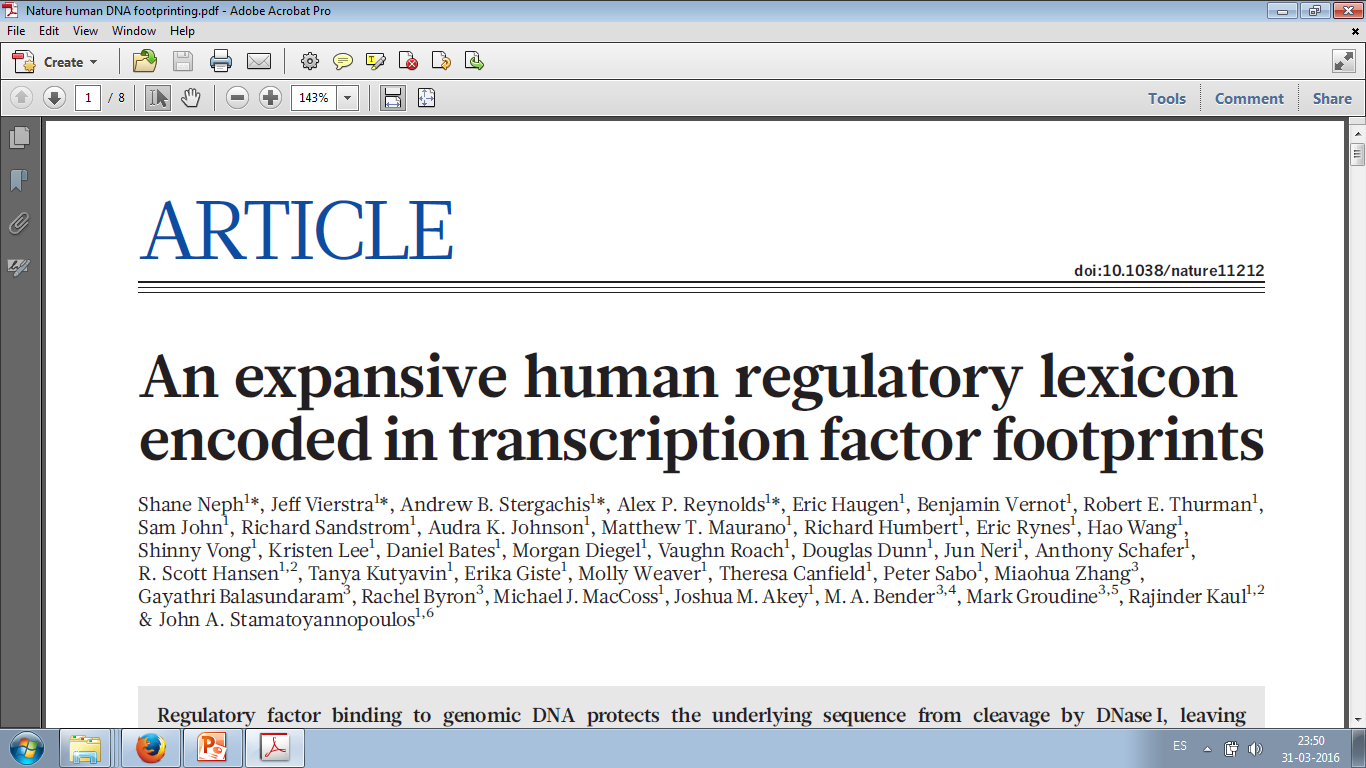 Nature human DNA footprinting.pdf - Adobe Acrobat Pro
File Edit View Window Help
Create
1 / 8 143% Tools Comment Share
ARTICLE
doi:10.1038/nature11212
An expansive human regulatory lexicon
encoded in transcription factor footprints
Shane Neph1*, Jeff Vierstra1*, Andrew B. Stergachis1*, Alex P. Reynolds1*, Eric Haugen1, Benjamin Vernot1, Robert E. Thurman1,
Sam John1, Richard Sandstrom1, Audra K. Johnson1, Matthew T. Maurano1, Richard Humbert1, Eric Rynes1, Hao Wang1,
Shinny Vong1, Kristen Lee1, Daniel Bates1, Morgan Diegel1, Vaughn Roach1, Douglas Dunn1, Jun Neri1, Anthony Schafer1,
R. Scott Hansen1,2, Tanya Kutyavin1, Erika Giste1, Molly Weaver1, Theresa Canfield1, Peter Sabo1, Miaohua Zhang3,
Gayathri Balasundaram3, Rachel Byron3, Michael J. MacCoss1, Joshua M. Akey1, M. A. Bender3,4, Mark Groudine3,5, Rajinder Kaul1,2
& John A. Stamatoyannopoulos1,6
Regulatory factor binding to genomic DNA protects the underlying sequence from cleavage by DNase I, leaving
ES
23:50
31-03-2016